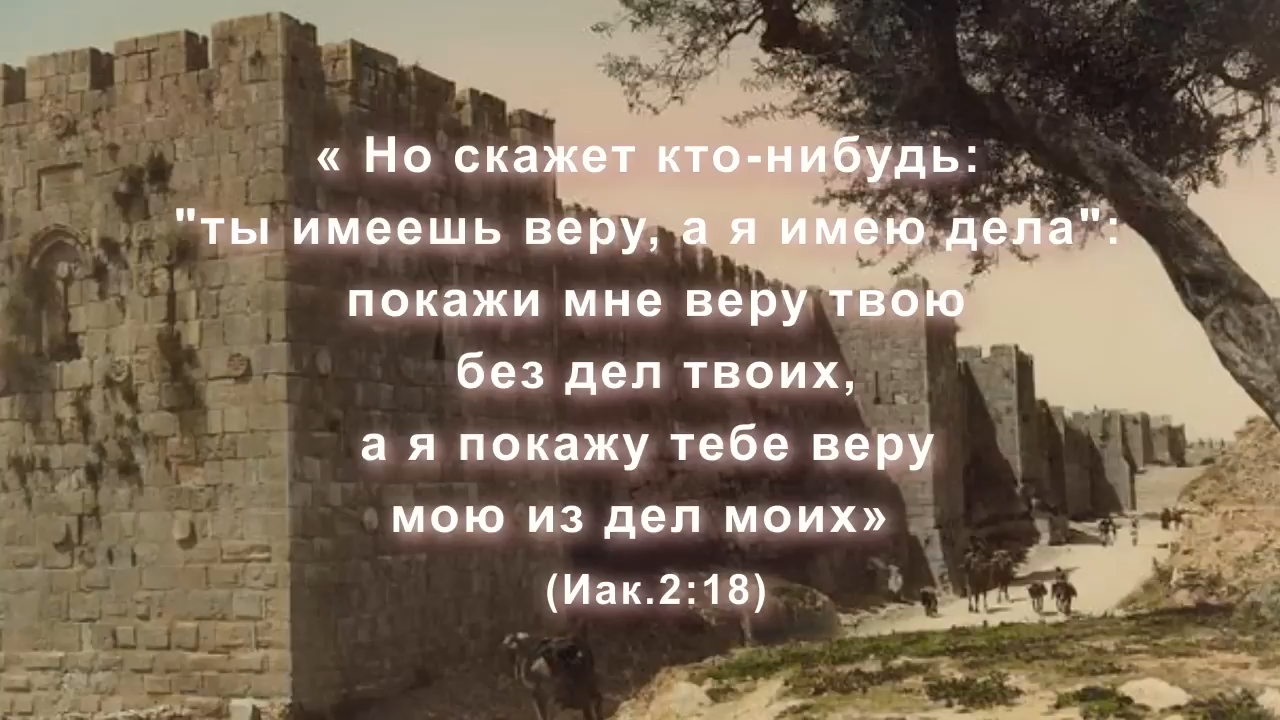 « Но скажет кто-нибудь:
"ты имеешь веру, а я имею дела":
покажи мне веру твою
без дел твоих,
а я покажу тебе веру
мою из дел моих»
(Иак.2:18)